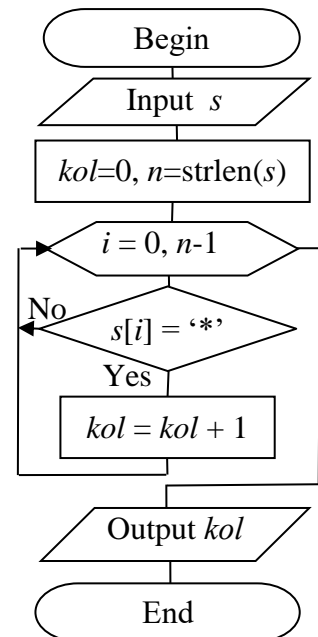 Begin
Input s
kol=0, n=strlen(s)
i = 0, n-1
No
s[i] = ‘*’
Yes
kol = kol + 1
Output kol
End